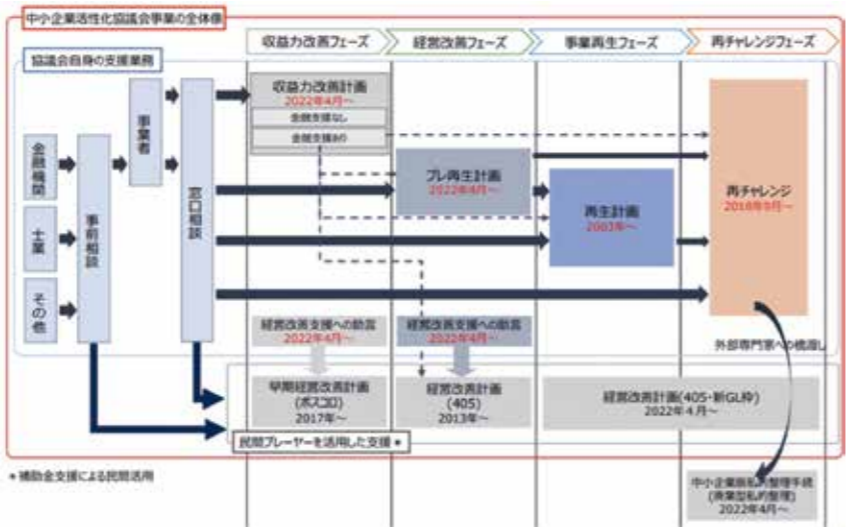 中小企業活性化協議会事業の全体像
収益力改善フェーズ
経営改善フェーズ
事業再生フェーズ
再チャレンジフェーズ
協議会自身の支援業務
金融機関
士業
その他
事前相談
事業者
窓口相談
収益力改善計画
2022年4月～
金融支援なし
金融支援あり
プレ再生計画
2022年4月～
再生計画
2003年～
再チャレンジ
2018年9月～
経営改善支援への助言
2022年4月～
経営改善支援への助言
2022年4月～
外部専門家への橋渡し
早期経営改善計画
(ポスコロ)
2017年～
経営改善計画
(405)
2013年～
経営改善計画(405・新GL枠)
2022年４月～
民間プレーヤーを活用した支援＊
＊補助金支援による民間活用
中小企業版私的整理手続
(廃業型私的整理)
2022年4月～